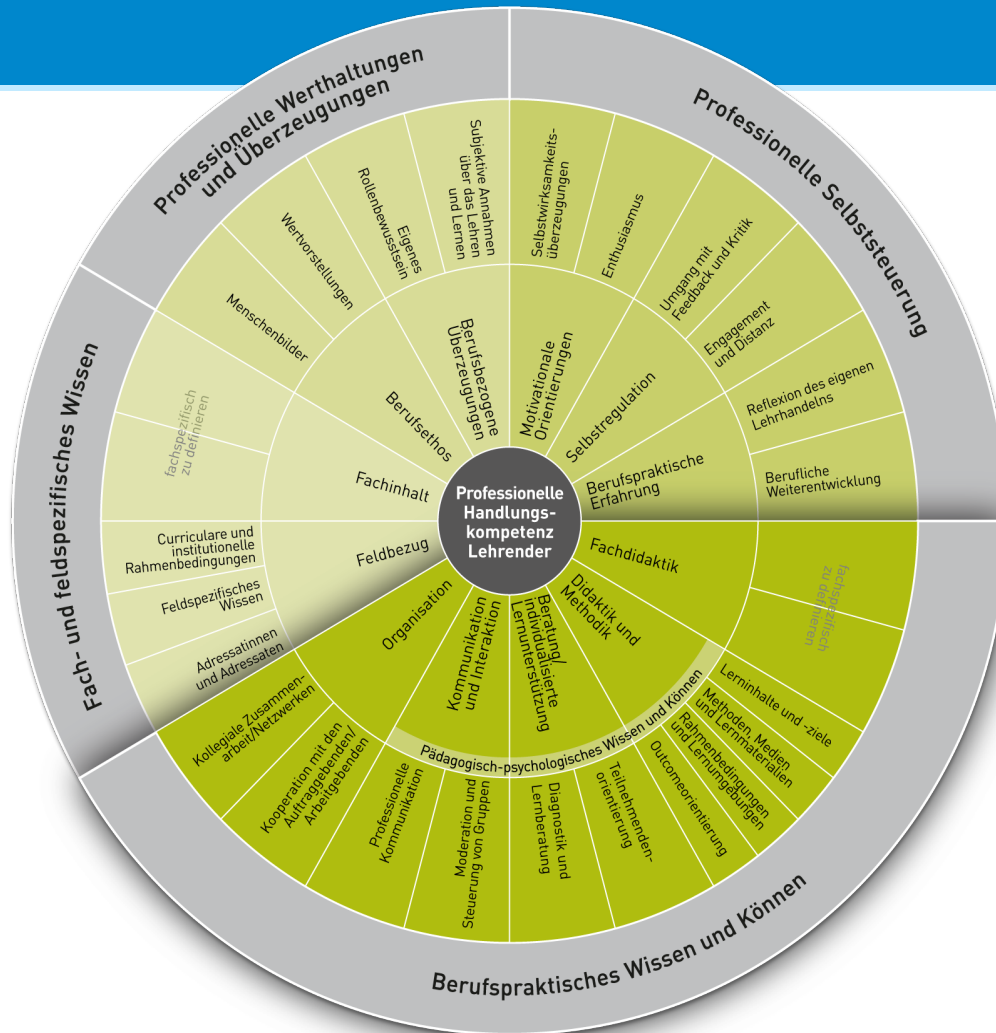 Professionelle Werthaltungen
und Überzeugungen
Professionelle Selbststeuerung
Fach- und feldspezifisches Wissen
Berufspraktisches Wissen und Können
Professionelle
Handlungs-
kompetenz
Lehrender
Berufsethos
Menschenbilder
Wertvorstellungen
Berufsbezogene
Überzeugungen
Eigenes
Rollenbewusstsein
Subjektive Annahmen
über das Lehren
und Lernen
Motivationale
Orientierungen
Selbstwirksamkeits-
überzeugungen
Enthusiasmus
Selbstregulation
Umgang mit
Feedback und Kritik
Engagement
und Distanz
Berufspraktische
Erfahrung
Reflexion des eigenen
Lehrhandelns
Berufliche
Weiterentwicklung
Fachdidaktik
fachspezifisch
zu definieren
Didaktik und
Methodik
Lerninhalte und -ziele
Methoden, Medien
und Lernmaterialien
Rahmenbedingungen
und Lernumgebungen
Outcomeorientierung
Beratung/
individualisierte
Lernunterstützung
Teilnehmenden-
orientierung
Diagnostik und
Lernberatung
Kommunikation
und Interaktion
Moderation und
Steuerung von Gruppen
Professionelle
Kommunikation
Pädagogisch-psychologisches Wissen und Können
Organisation
Kooperation mit den
Auftraggebenden/
Arbeitgebenden
Kollegiale Zusammen-
arbeit/Netzwerken
Feldbezug
Adressatinnen
und Adressaten
Feldspezifisches
Wissen
Curriculare und
institutionelle
Rahmenbedingungen
Fachinhalt
fachspezifisch
zu definieren